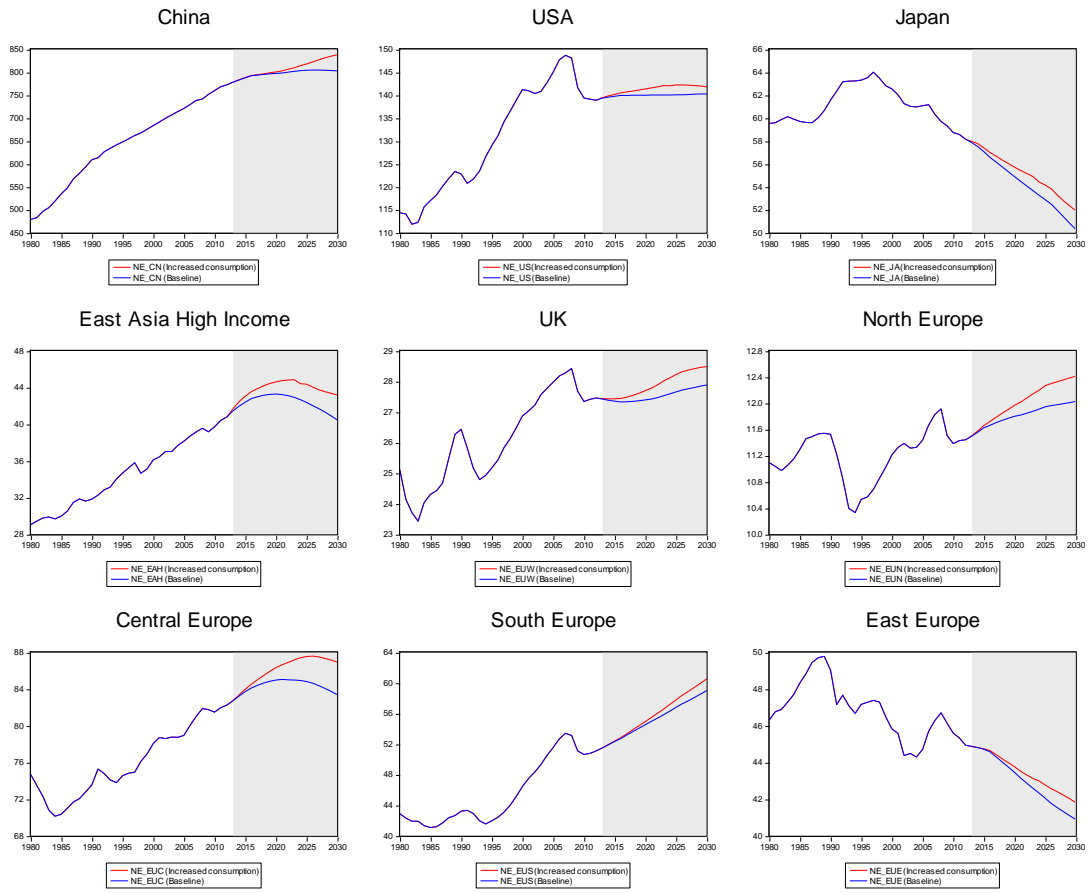 China
850
800
750
700
650
600
550
500
450
1980 1985 1990 1995 2000 2005 2010 2015 2020 2025 2030
NE_CN (Increased consumption)
NE_CN (Baseline)
USA
150
140
130
120
110
1980 1985 1990 1995 2000 2005 2010 2015 2020 2025 2030
NE_US (Increased consumption)
NE_US (Baseline)
Japan
66
64
62
60
58
56
54
52
50
1980 1985 1990 1995 2000 2005 2010 2015 2020 2025 2030
NE_JA (Increased consumption)
NE_JA (Baseline)
East Asia High Income
48
44
40
36
32
28
1980 1985 1990 1995 2000 2005 2010 2015 2020 2025 2030
NE_EAH (Increased consumption)
NE_EAH (Baseline)
UK
29
28
27
26
25
24
23
1980 1985 1990 1995 2000 2005 2010 2015 2020 2025 2030
NE_EUW (Increased consumption)
NE_EUW (Baseline)
North Europe
12.8
12.4
12.0
11.6
11.2
10.8
10.4
10.0
1980 1985 1990 1995 2000 2005 2010 2015 2020 2025 2030
NE_EUN (Increased consumption)
NE_EUN (Baseline)
Central Europe
88
84
80
76
72
68
1980 1985 1990 1995 2000 2005 2010 2015 2020 2025 2030
NE_EUC (Increased consumption)
NE_EUC (Baseline)
South Europe
64
60
56
52
48
44
40
1980 1985 1990 1995 2000 2005 2010 2015 2020 2025 2030
NE_EUS (Increased consumption)
NE_EUS (Baseline)
East Europe
50
48
46
44
42
40
1980 1985 1990 1995 2000 2005 2010 2015 2020 2025 2030
NE_EUE (Increased consumption)
NE_EUE (Baseline)